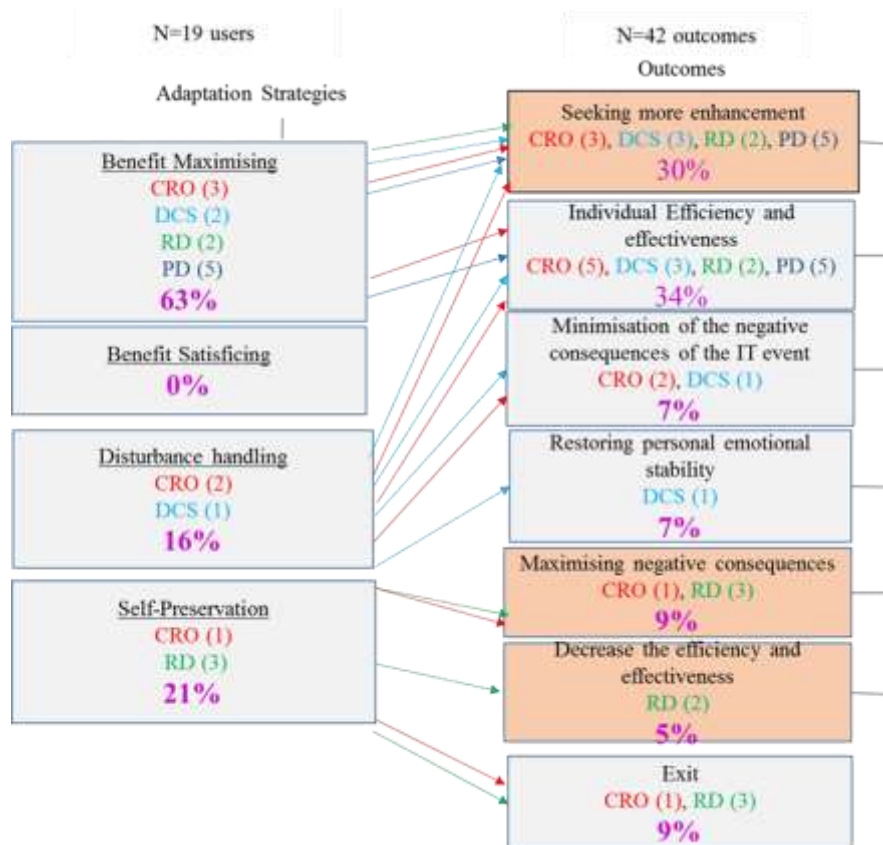 N=19 users
Adaptation Strategies
Benefit Maximising
CRO (3)
DCS (2)
RD (2)
PD (5)
63%
Benefit Satisficing
0%
Disturbance handling
CRO (2)
DCS (1)
16%
Self-Preservation
CRO (1)
RD (3)
21%
N=42 outcomes
Outcomes
Seeking more enhancement
CRO (3), DCS (3), RD (2), PD (5)
30%
Individual Efficiency and
effectiveness
CRO (5), DCS (3), RD (2), PD (5)
34%
Minimisation of the negative
consequences of the IT event
CRO (2), DCS (1)
7%
Restoring personal emotional
stability
DCS (1)
7%
Maximising negative consequences
CRO (1), RD (3)
9%
Decrease the efficiency and
effectiveness
RD (2)
5%
Exit
CRO (1), RD (3)
9%